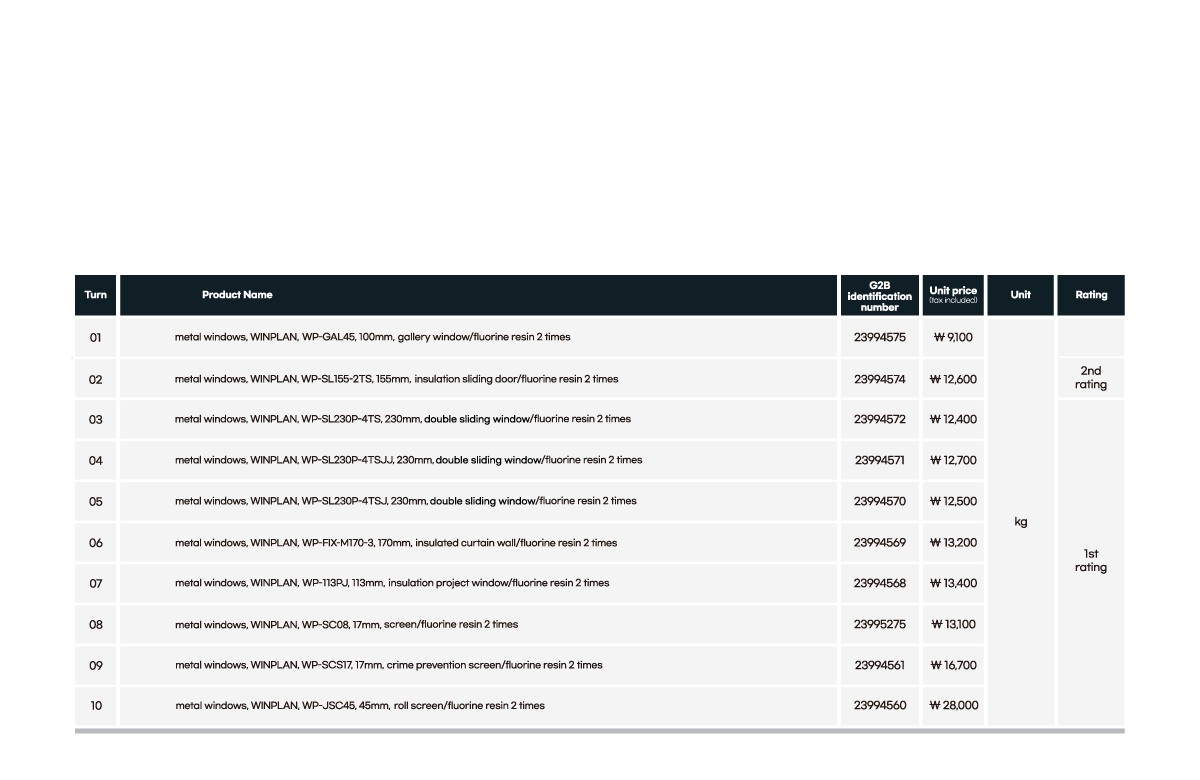 Turn Product Name G2B identification number Unit price (tax included) Unit Rating
01 metal windows, WINPLAN, WP-GAL45, 100mm, gallery window/fluorine resin 2 times 23994575 ₩ 9,100
02 metal windows, WINPLAN, WP-SL155-2TS, 155mm, insulation sliding door/fluorine resin 2 times 23994574 ₩ 12,600 2nd rating
03 metal windows, WINPLAN, WP-SL230P-4TS, 230mm, double sliding window/fluorine resin 2 times 23994572 ₩ 12,400
04 metal windows, WINPLAN, WP-SL230P-4TSJJ, 230mm, double sliding window/fluorine resin 2 times 23994571 ₩ 12,700
05 metal windows, WINPLAN, WP-SL230P-4TSJ, 230mm, double sliding window/fluorine resin 2 times 23994570 ₩ 12,500
kg
06 metal windows, WINPLAN, WP-FIX-M170-3, 170mm, insulated curtain wall/fluorine resin 2 times 23994569 ₩ 13,200
1st rating
07 metal windows, WINPLAN, WP-113PJ, 113mm, insulation project window/fluorine resin 2 times 23994568 ₩ 13,400
08 metal windows, WINPLAN, WP-SC08, 17mm, screen/fluorine resin 2 times 23995275 ₩ 13,100
09 metal windows, WINPLAN, WP-SCS17, 17mm, crime prevention screen/fluorine resin 2 times 23994561 ₩ 16,700
10 metal windows, WINPLAN, WP-JSC45, 45mm, roll screen/fluorine resin 2 times 23994560 ₩ 28,000